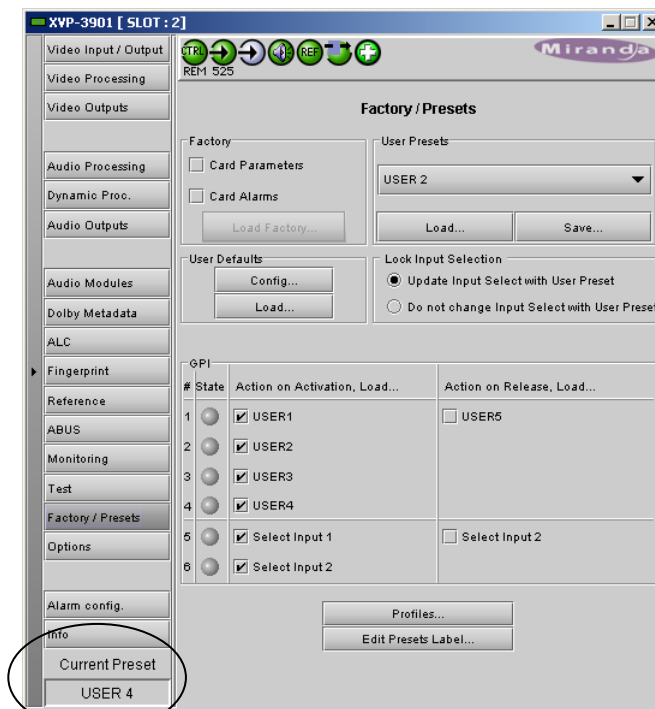 XVP-3901 [ SLOT : 2]
Video Input / Output
Video Processing
Video Outputs
Audio Processing
Dynamic Proc.
Audio Outputs
Audio Modules
Dolby Metadata
ALC
Fingerprint
Reference
ABUS
Monitoring
Test
Factory / Presets
Options
Alarm config.
Info
Current Preset
USER 4
CTRL
REF
REM 525
Miranda
Factory / Presets
Factory
Card Parameters
Card Alarms
Load Factory...
User Presets
USER 2
Load...
Save...
User Defaults
Config...
Load...
Lock Input Selection
Update Input Select with User Preset
Do not change Input Select with User Preset
GPI
# State Action on Activation, Load... Action on Release, Load...
1 USER1 USER5
2 USER2
3 USER3
4 USER4
5 Select Input 1 Select Input 2
6 Select Input 2
Profiles...
Edit Presets Label...